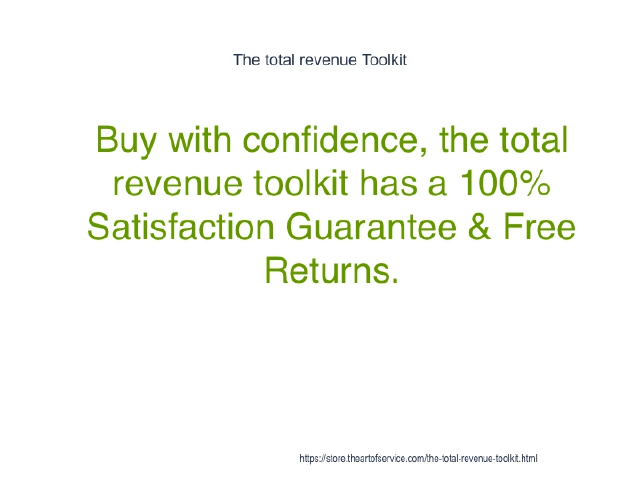 The total revenue Toolkit
Buy with confidence, the total
revenue toolkit has a 100%
Satisfaction Guarantee & Free
Returns.
https://store.theartofservice.com/the-total-revenue-toolkit.html